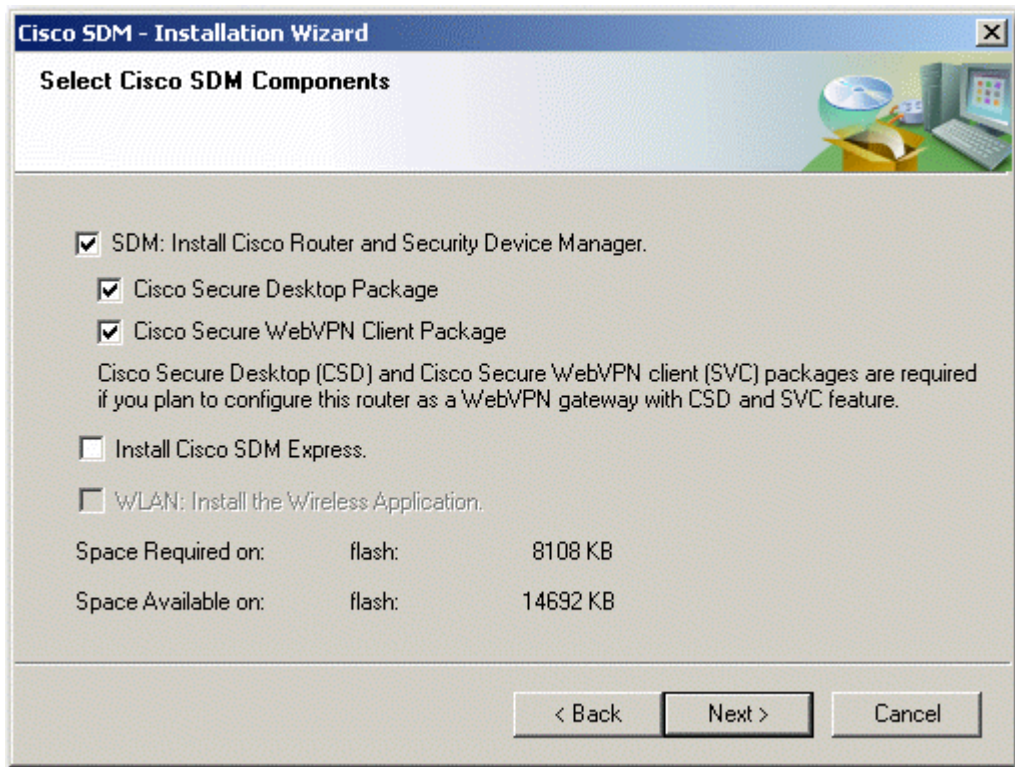 Cisco SDM - Installation Wizard
Select Cisco SDM Components
SDM: Install Cisco Router and Security Device Manager.
Cisco Secure Desktop Package
Cisco Secure WebVPN Client Package
Cisco Secure Desktop (CSD) and Cisco Secure WebVPN client (SVC) packages are required
if you plan to configure this router as a WebVPN gateway with CSD and SVC feature.
Install Cisco SDM Express.
WLAN: Install the Wireless Application.
Space Required on: flash: 8108 KB
Space Available on: flash: 14692 KB
< Back Next > Cancel